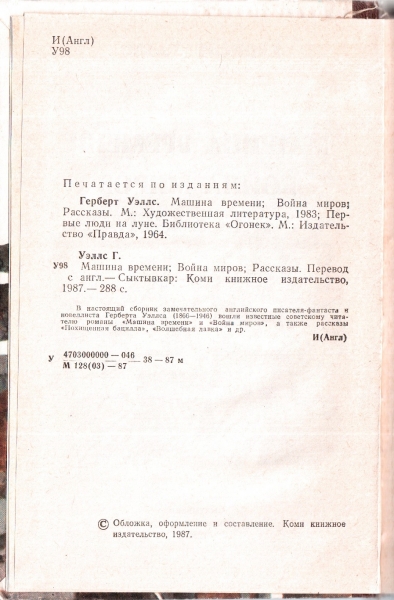 И(Англ)
У98
Печатается по изданиям:
Герберт Уэллс. Машина времени; Война миров;
Рассказы. М.: Художественная литература, 1983; Пер-
вые люди на луне. Библиотека «Огонек». М.: Издатель-
ство «Правда», 1964.
Уэллс Г.
У98 Машина времени; Война миров; Рассказы. Перевод
с англ.— Сыктывкар: Коми книжное издательство,
1987.— 288 с.
В настоящий сборник замечательного английского писателя-фантаста и
новеллиста Герберта Уэллса (1866—1946) вошли известные советскому чита-
телю романы «Машина времени» и «Война миров», а также рассказы
«Похищенная бацилла», «Волшебная лавка» и др.
И(Англ)
У 4703000000—046
М 128(03)—87 38—87 м
© Обложка, оформление и составление. Коми книжное
издательство, 1987.